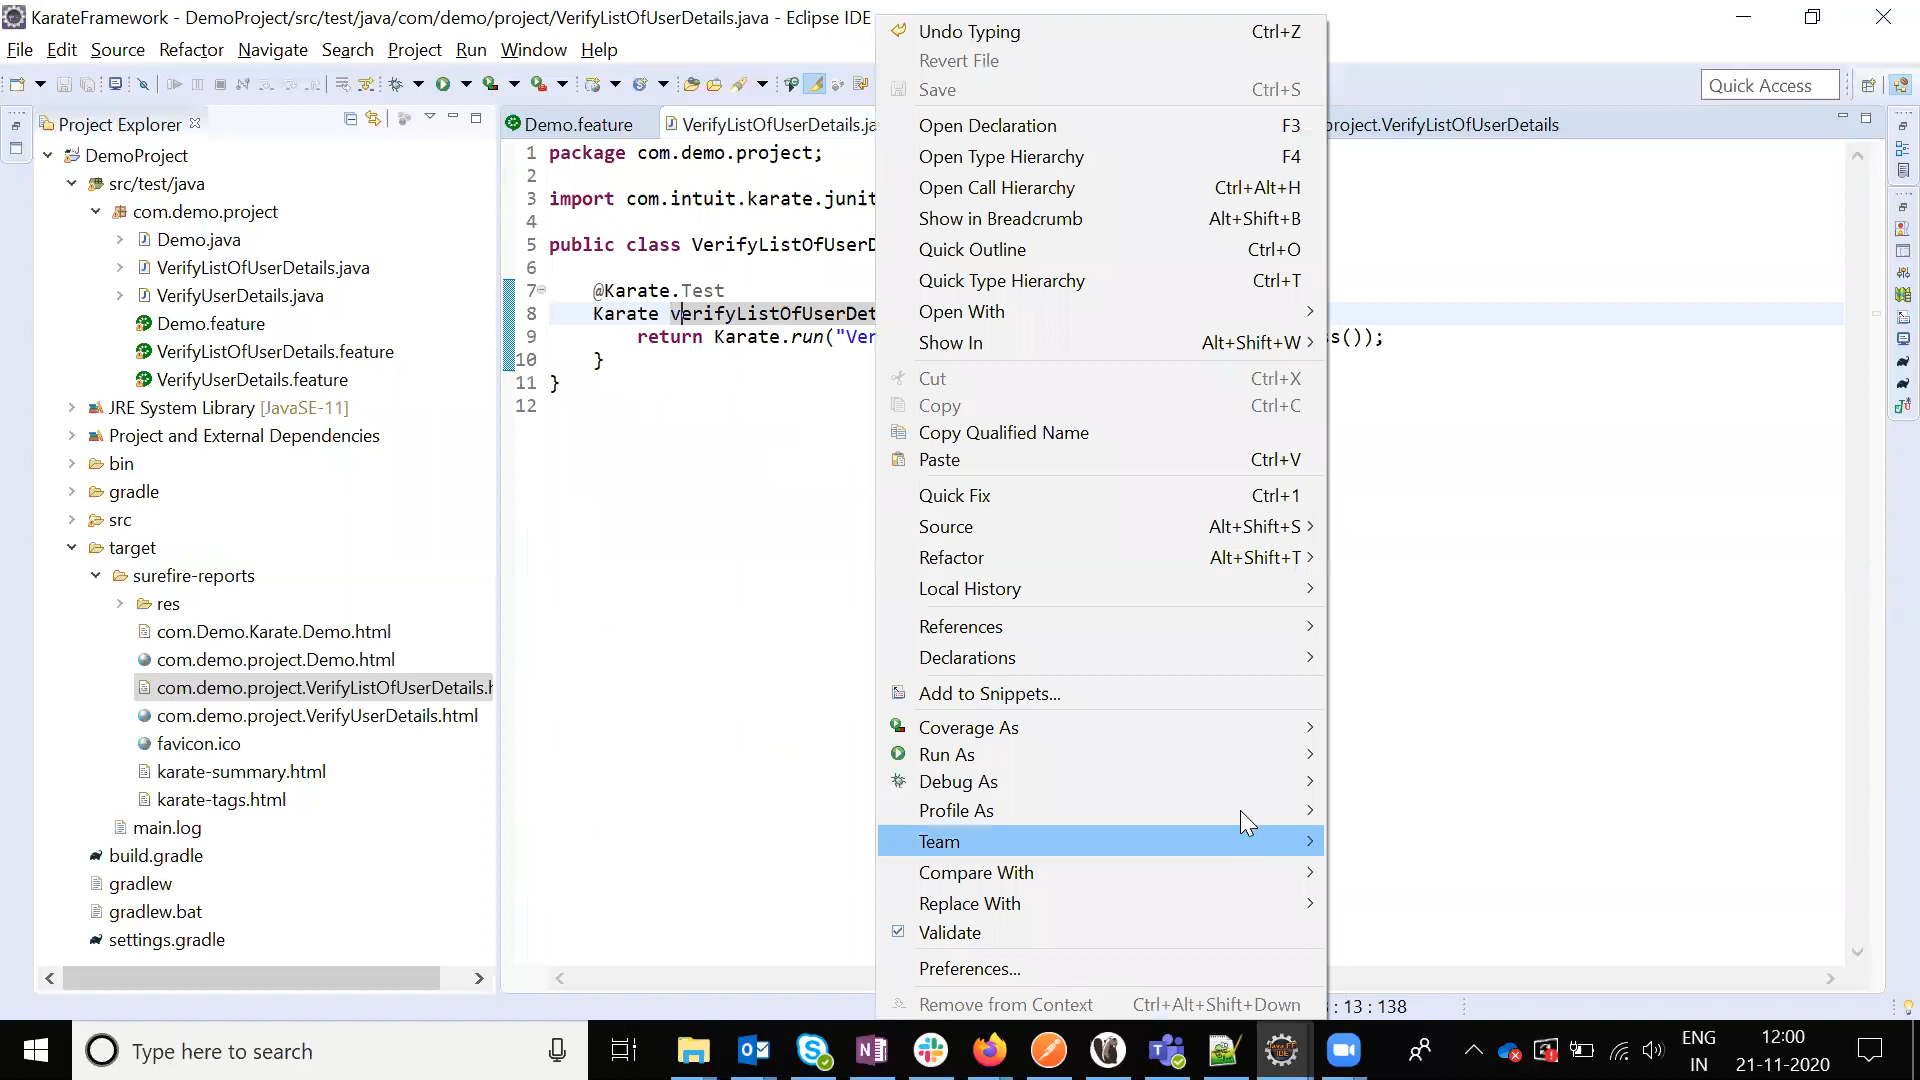 KarateFramework - DemoProject/src/test/java/com/demo/project/VerifyListOfUserDetails.java - Eclipse IDE
File Edit Source Refactor Navigate Search Project Run Window Help
Quick Access
Project Explorer
DemoProject
src/test/java
com.demo.project
Demo.java
VerifyListOfUserDetails.java
VerifyUserDetails.java
Demo.feature
VerifyListOfUserDetails.feature
VerifyUserDetails.feature
JRE System Library [JavaSE-11]
Project and External Dependencies
bin
gradle
src
target
surefire-reports
res
com.Demo.Karate.Demo.html
com.demo.project.Demo.html
com.demo.project.VerifyListOfUserDetails.h
com.demo.project.VerifyUserDetails.html
favicon.ico
karate-summary.html
karate-tags.html
main.log
build.gradle
gradlew
gradlew.bat
settings.gradle
Demo.feature VerifyListOfUserDetails.ja roject.VerifyListOfUserDetails
1 package com.demo.project;
2
3 import com.intuit.karate.junit
4
5 public class VerifyListOfUserD
6
7 @Karate.Test
8 Karate verifyListOfUserDet
9 return Karate.run("Ver s());
10 }
11 }
12
Undo Typing Ctrl+Z
Revert File
Save Ctrl+S
Open Declaration F3
Open Type Hierarchy F4
Open Call Hierarchy Ctrl+Alt+H
Show in Breadcrumb Alt+Shift+B
Quick Outline Ctrl+O
Quick Type Hierarchy Ctrl+T
Open With
Show In Alt+Shift+W
Cut Ctrl+X
Copy Ctrl+C
Copy Qualified Name
Paste Ctrl+V
Quick Fix Ctrl+1
Source Alt+Shift+S
Refactor Alt+Shift+T
Local History
References
Declarations
Add to Snippets...
Coverage As
Run As
Debug As
Profile As
Team
Compare With
Replace With
Validate
Preferences...
Remove from Context Ctrl+Alt+Shift+Down
: 13 : 138
Type here to search
ENG
IN
12:00
21-11-2020